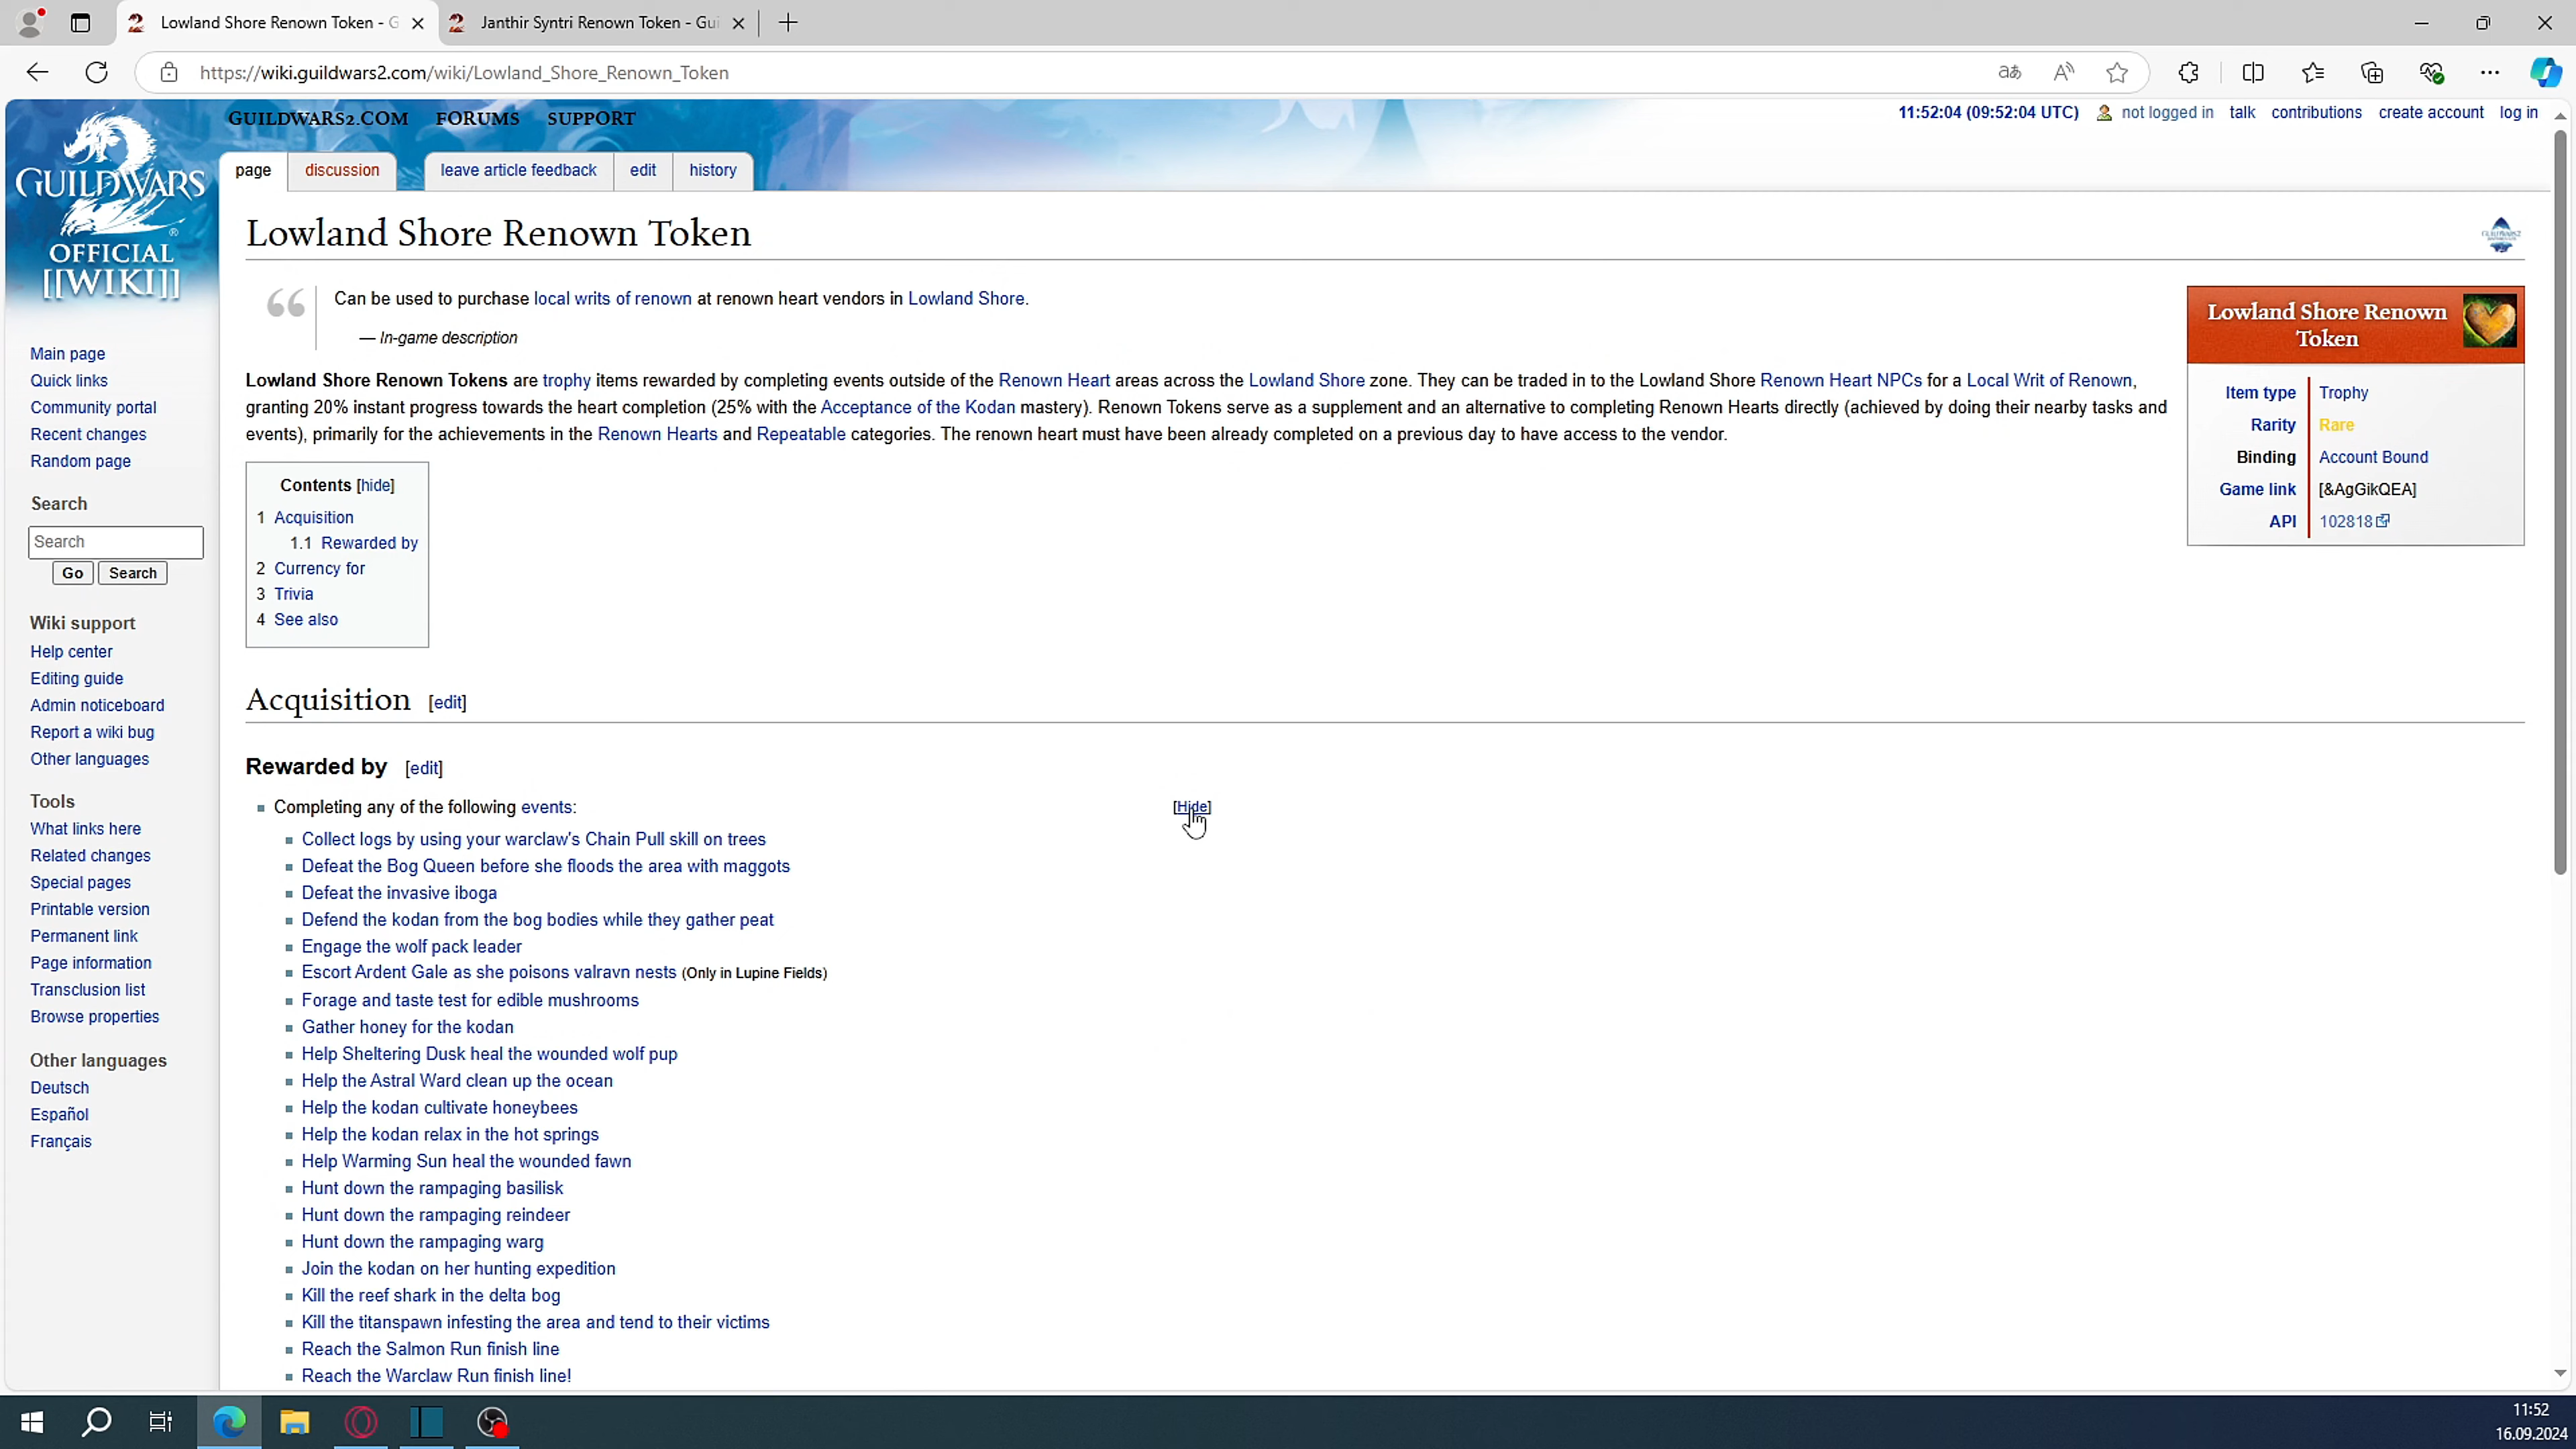 Lowland Shore Renown Token - G
Janthir Syntri Renown Token - Gui
https://wiki.guildwars2.com/wiki/Lowland_Shore_Renown_Token
GUILDWARS2.COM FORUMS SUPPORT
11:52:04 (09:52:04 UTC) not logged in talk contributions create account log in
GUILDWARS
OFFICIAL
[[WIKI]]
page discussion leave article feedback edit history
Lowland Shore Renown Token
Can be used to purchase local writs of renown at renown heart vendors in Lowland Shore.
— In-game description
Lowland Shore Renown Tokens are trophy items rewarded by completing events outside of the Renown Heart areas across the Lowland Shore zone. They can be traded in to the Lowland Shore Renown Heart NPCs for a Local Writ of Renown,
granting 20% instant progress towards the heart completion (25% with the Acceptance of the Kodan mastery). Renown Tokens serve as a supplement and an alternative to completing Renown Hearts directly (achieved by doing their nearby tasks and
events), primarily for the achievements in the Renown Hearts and Repeatable categories. The renown heart must have been already completed on a previous day to have access to the vendor.
Lowland Shore Renown
Token
Item type Trophy
Rarity Rare
Binding Account Bound
Game link [&AgGikQEA]
API 102818
Contents [hide]
1 Acquisition
1.1 Rewarded by
2 Currency for
3 Trivia
4 See also
Acquisition [edit]
Rewarded by [edit]
Completing any of the following events: [Hide]
Collect logs by using your warclaw's Chain Pull skill on trees
Defeat the Bog Queen before she floods the area with maggots
Defeat the invasive iboga
Defend the kodan from the bog bodies while they gather peat
Engage the wolf pack leader
Escort Ardent Gale as she poisons valravn nests (Only in Lupine Fields)
Forage and taste test for edible mushrooms
Gather honey for the kodan
Help Sheltering Dusk heal the wounded wolf pup
Help the Astral Ward clean up the ocean
Help the kodan cultivate honeybees
Help the kodan relax in the hot springs
Help Warming Sun heal the wounded fawn
Hunt down the rampaging basilisk
Hunt down the rampaging reindeer
Hunt down the rampaging warg
Join the kodan on her hunting expedition
Kill the reef shark in the delta bog
Kill the titanspawn infesting the area and tend to their victims
Reach the Salmon Run finish line
Reach the Warclaw Run finish line!
Main page
Quick links
Community portal
Recent changes
Random page
Search
Search
Go Search
Wiki support
Help center
Editing guide
Admin noticeboard
Report a wiki bug
Other languages
Tools
What links here
Related changes
Special pages
Printable version
Permanent link
Page information
Transclusion list
Browse properties
Other languages
Deutsch
Español
Français
11:52
16.09.2024